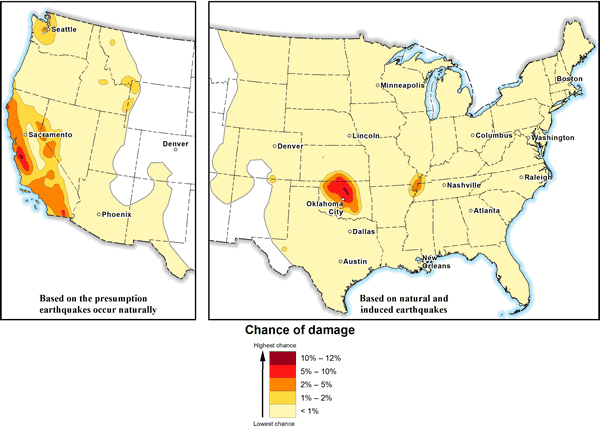 Seattle
Sacramento
Denver
Phoenix
Based on the presumption
earthquakes occur naturally
Minneapolis
Boston
Lincoln
Columbus
Washington
Denver
Raleigh
Nashville
Oklahoma
City
Atlanta
Dallas
Austin
New
Orleans
Based on natural and
induced earthquakes
Chance of damage
Highest chance
10% – 12%
5% – 10%
2% – 5%
1% – 2%
< 1%
Lowest chance